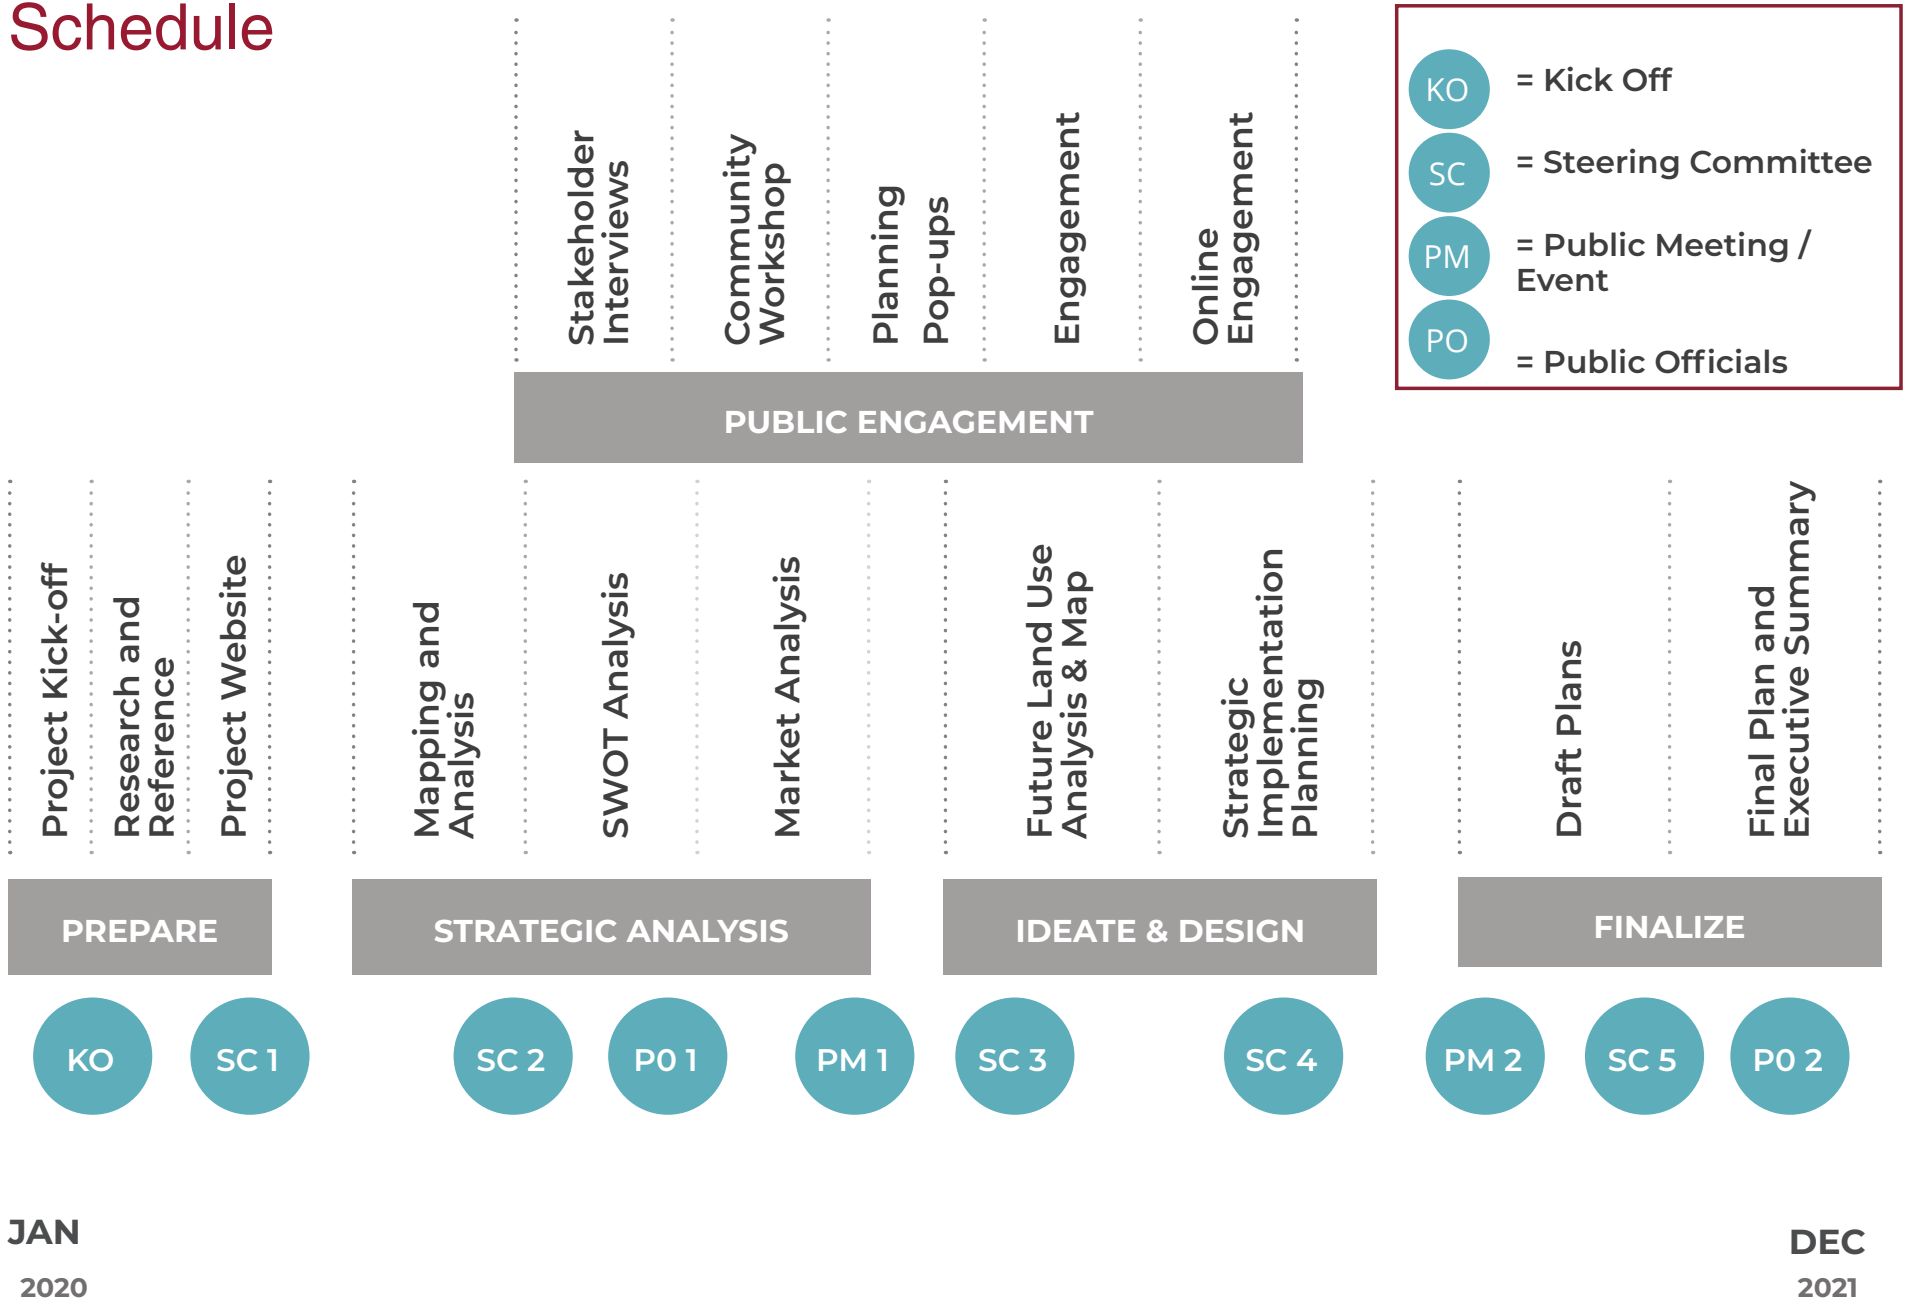 Schedule
KO
= Kick Off
SC
= Steering Committee
PM
= Public Meeting /
Event
PO
= Public Officials
Stakeholder
Interviews
Community
Workshop
Planning
Pop-ups
Engagement
Online
Engagement
PUBLIC ENGAGEMENT
Project Kick-off
Research and
Reference
Project Website
Mapping and
Analysis
SWOT Analysis
Market Analysis
Future Land Use
Analysis & Map
Strategic
Implementation
Planning
Draft Plans
Final Plan and
Executive Summary
PREPARE
STRATEGIC ANALYSIS
IDEATE & DESIGN
FINALIZE
KO
SC 1
SC 2
P0 1
PM 1
SC 3
SC 4
PM 2
SC 5
P0 2
JAN
2020
DEC
2021